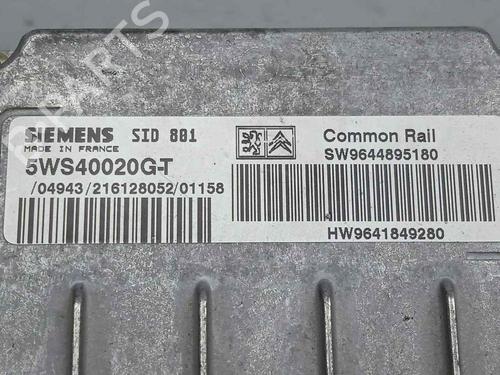 SIEMENS SID 801
MADE IN FRANCE
5WS40020G-T
/04943/216128052/01158
Common Rail
SW9644895180
HW9641849280